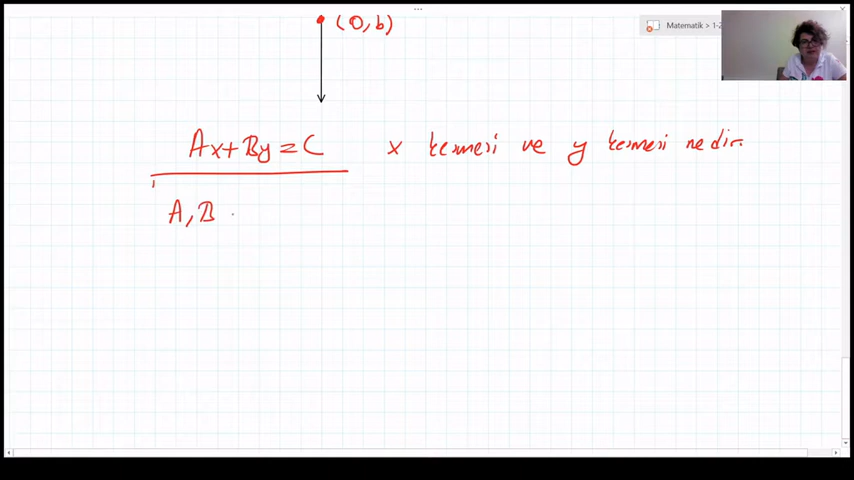 (0,b)
Matematik > 1-2
Ax+By=C x kesmesi ve y kesmesi nedir.
A, B